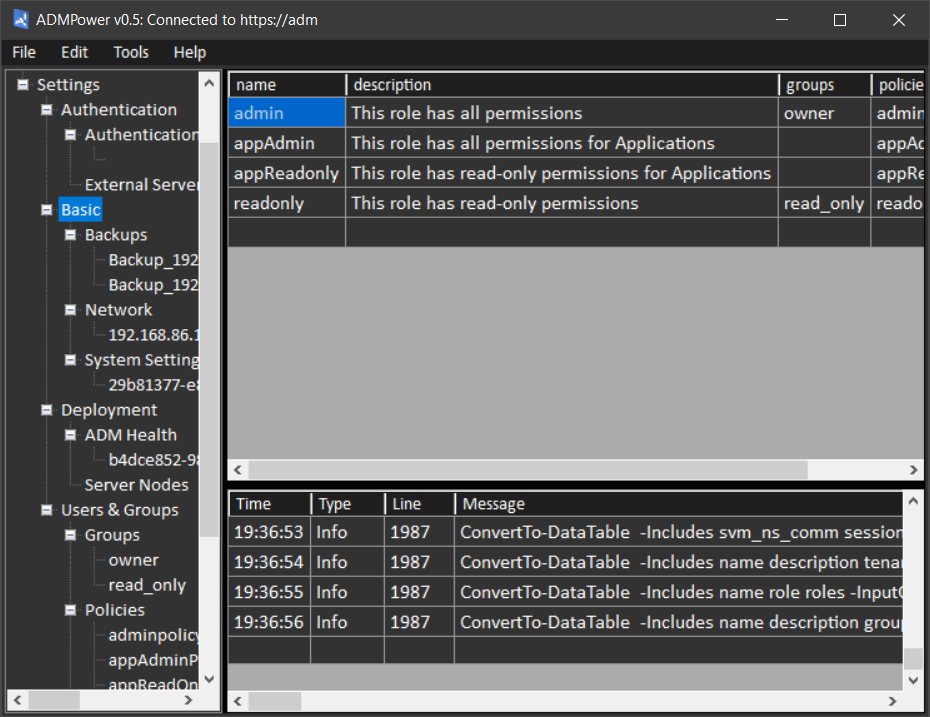 ADMPower v0.5: Connected to https://adm
File Edit Tools Help
Settings
Authentication
Authentication
External Server
Basic
Backups
Backup_192
Backup_192
Network
192.168.86.1
System Setting
29b81377-e8
Deployment
ADM Health
b4dce852-98
Server Nodes
Users & Groups
Groups
owner
read_only
Policies
adminpolicy
appAdminP
appReadOn
name description groups policie
admin This role has all permissions owner admin
appAdmin This role has all permissions for Applications appAd
appReadonly This role has read-only permissions for Applications appRe
readonly This role has read-only permissions read_only reado
Time Type Line Message
19:36:53 Info 1987 ConvertTo-DataTable -Includes svm_ns_comm session
19:36:54 Info 1987 ConvertTo-DataTable -Includes name description tena
19:36:55 Info 1987 ConvertTo-DataTable -Includes name role roles -Input
19:36:56 Info 1987 ConvertTo-DataTable -Includes name description group